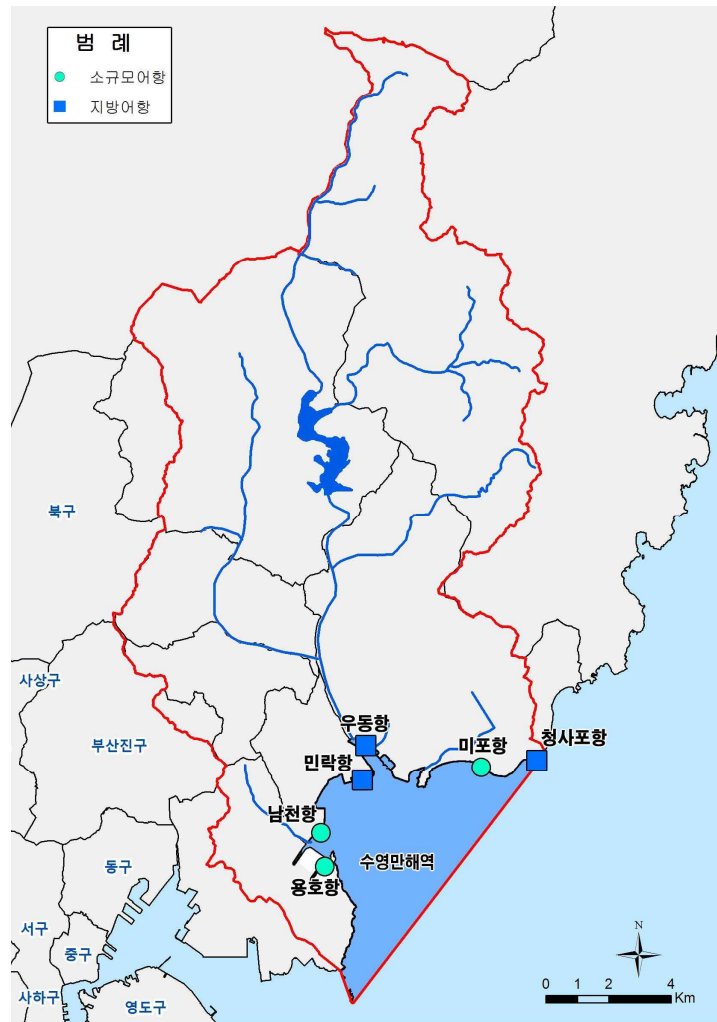 범 례
소규모어항
지방어항
북구
사상구
부산진구
우동항
미포항
청사포항
민락항
남천항
수영만해역
동구
용호항
서구
중구
사하구
영도구
N
0 1 2 4
Km